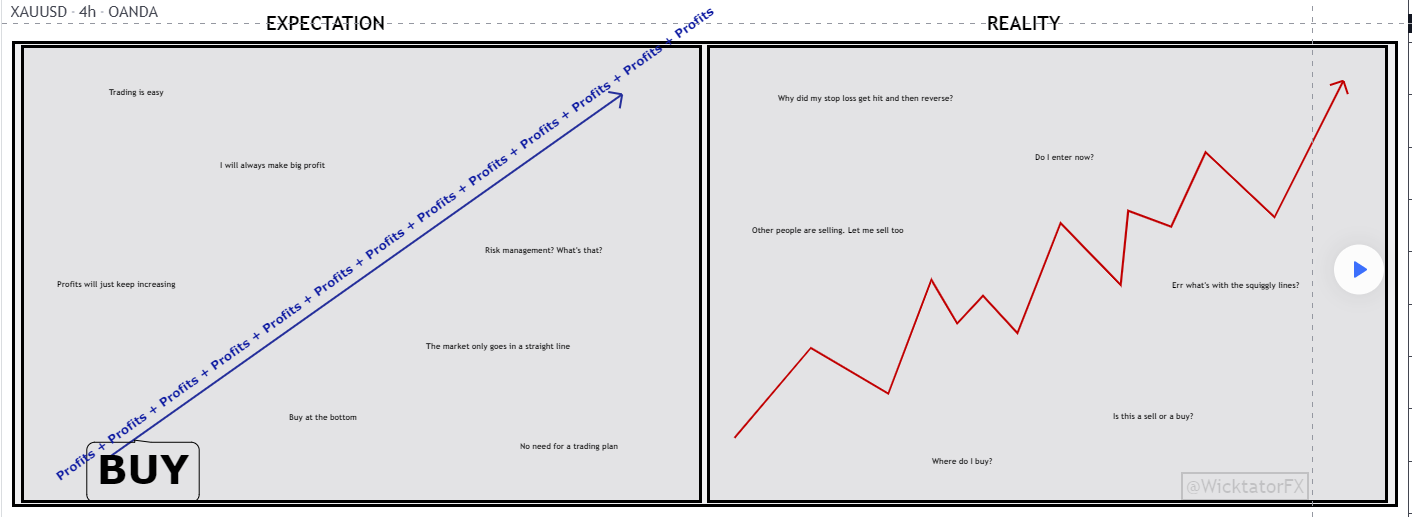 XAUUSD · 4h · OANDA
EXPECTATION
Trading is easy
I will always make big profit
Risk management? What's that?
Profits will just keep increasing
The market only goes in a straight line
Buy at the bottom
No need for a trading plan
Profits + Profits + Profits + Profits + Profits + Profits + Profits + Profits + Profits + Profits + Profits + Profits + Profits
BUY
REALITY
Why did my stop loss get hit and then reverse?
Do I enter now?
Other people are selling. Let me sell too
Err what's with the squiggly lines?
Is this a sell or a buy?
Where do I buy?
@WicktatorFX